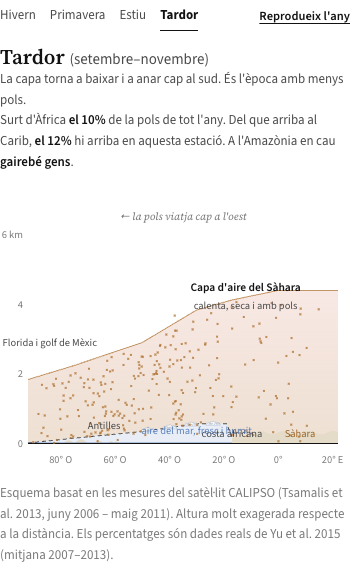 Hivern Primavera Estiu Tardor Reprodueix l'any
Tardor (setembre–novembre)
La capa torna a baixar i a anar cap al sud. És l'època amb menys
pols.
Surt d'Àfrica el 10% de la pols de tot l'any. Del que arriba al
Carib, el 12% hi arriba en aquesta estació. A l'Amazònia en cau
gairebé gens.
← la pols viatja cap a l'oest
6 km
Capa d'aire del Sàhara
calenta, seca i amb pols
4
Florida i golf de Mèxic
2
Antilles
aire del mar, fresc i humit
costa africana
Sàhara
0
80° O 60° O 40° O 20° O 0° 20° E
Esquema basat en les mesures del satèl·lit CALIPSO (Tsamalis et
al. 2013, juny 2006 – maig 2011). Altura molt exagerada respecte
a la distància. Els percentatges són dades reals de Yu et al. 2015
(mitjana 2007–2013).